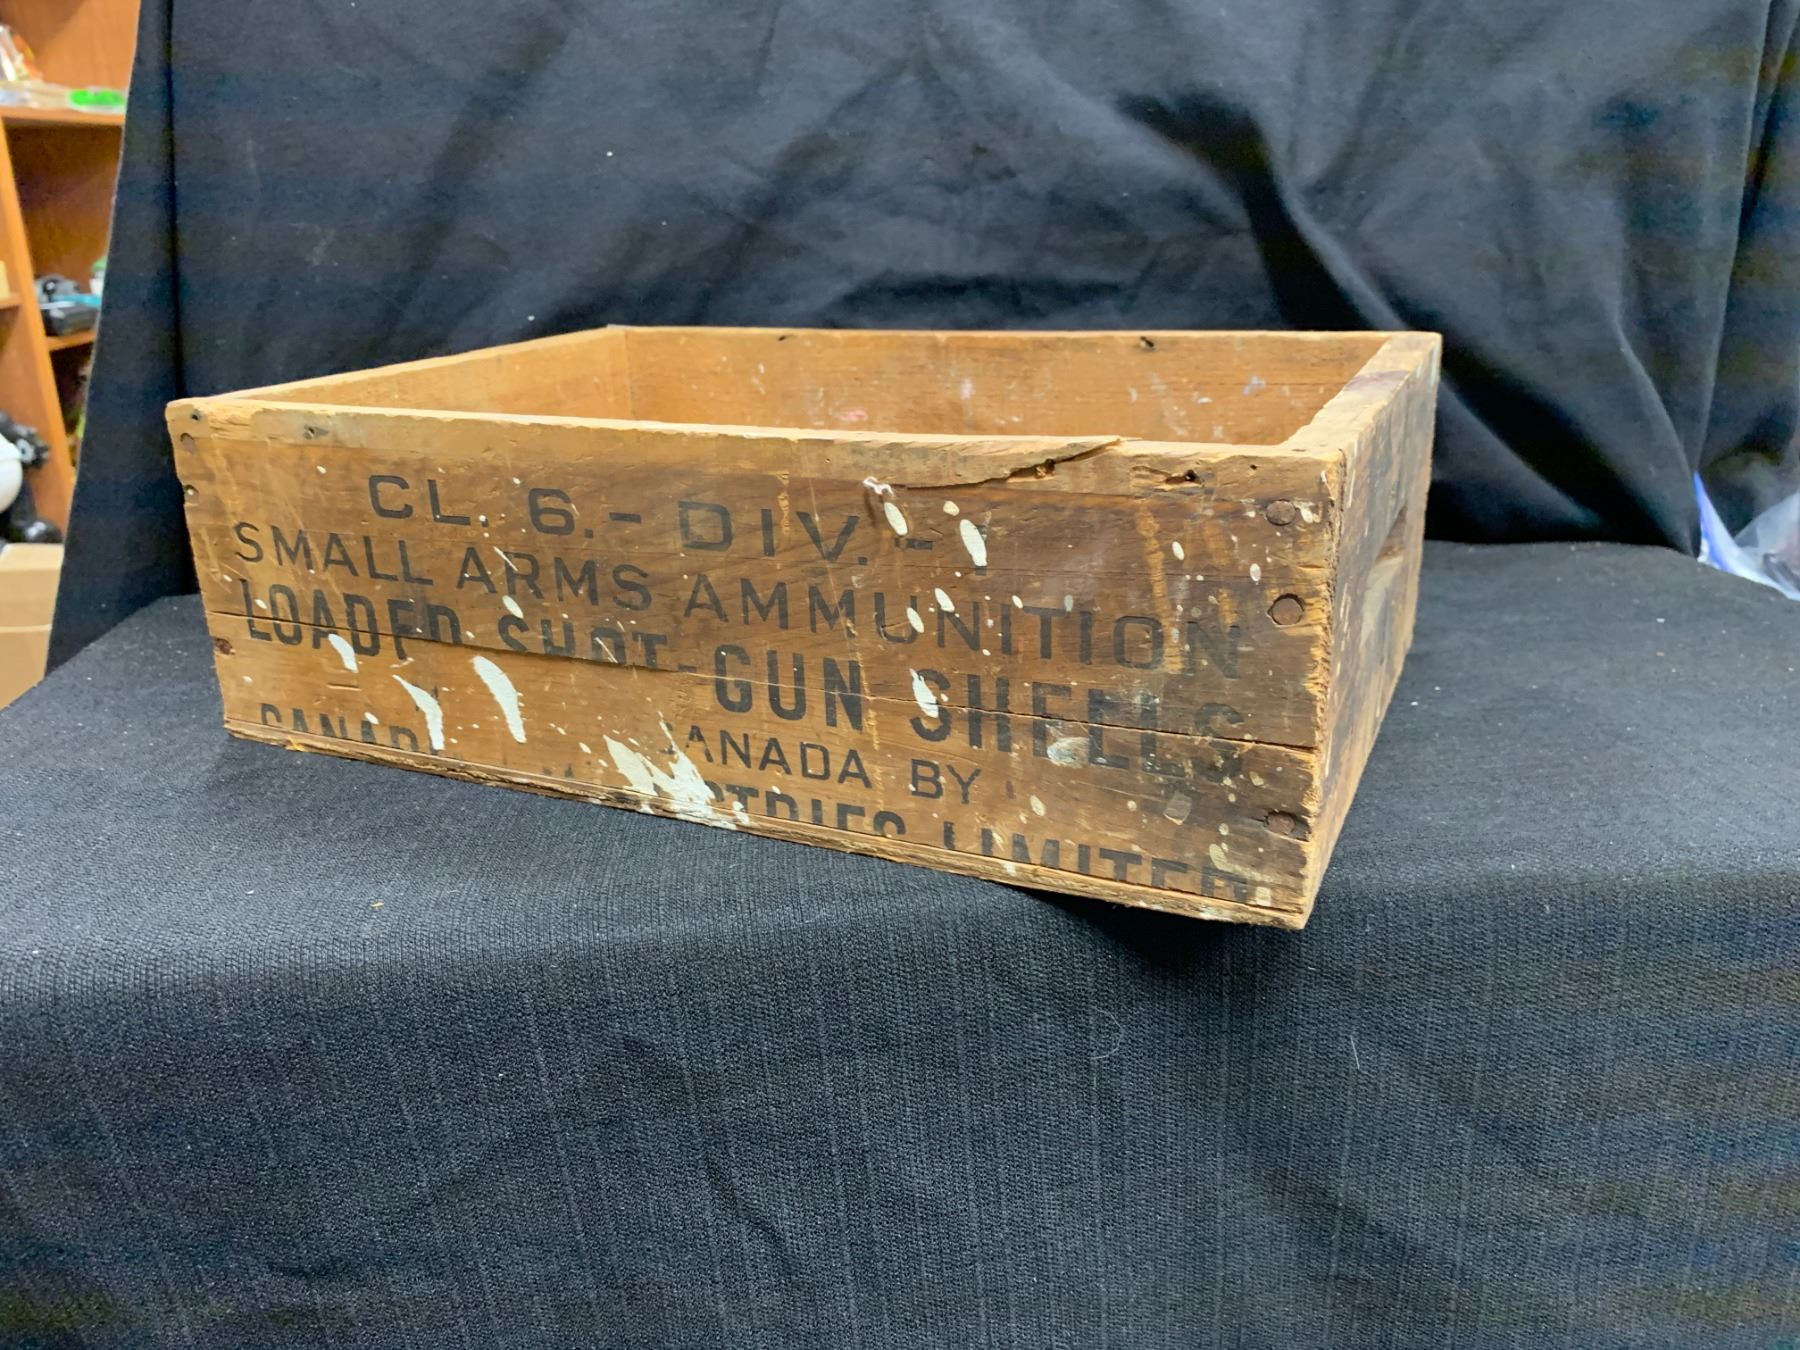 CL. 6.- DIV. -
SMALL ARMS AMMUNITION
LOADED SHOT-GUN SHELLS
ANADA BY
LIMITED